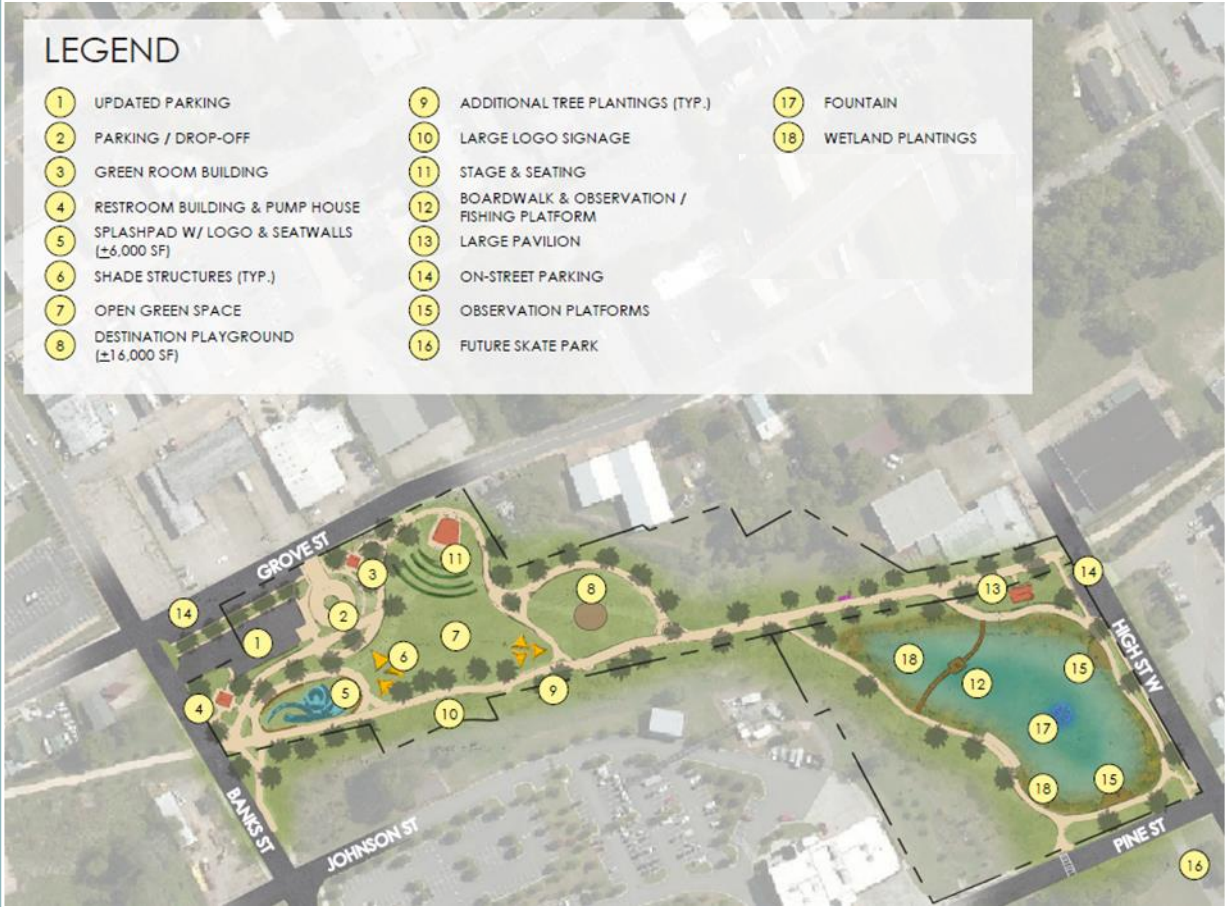 LEGEND
1 UPDATED PARKING
2 PARKING / DROP-OFF
3 GREEN ROOM BUILDING
4 RESTROOM BUILDING & PUMP HOUSE
5 SPLASHPAD W/ LOGO & SEATWALLS
(±6,000 SF)
6 SHADE STRUCTURES (TYP.)
7 OPEN GREEN SPACE
8 DESTINATION PLAYGROUND
(±16,000 SF)
9 ADDITIONAL TREE PLANTINGS (TYP.)
10 LARGE LOGO SIGNAGE
11 STAGE & SEATING
12 BOARDWALK & OBSERVATION /
FISHING PLATFORM
13 LARGE PAVILION
14 ON-STREET PARKING
15 OBSERVATION PLATFORMS
16 FUTURE SKATE PARK
17 FOUNTAIN
18 WETLAND PLANTINGS
GROVE ST
11
3
14
8
14
13
2
1
7
6
18
12
15
HIGH ST W
5
4
10
9
17
15
18
BANKS ST
JOHNSON ST
PINE ST
16